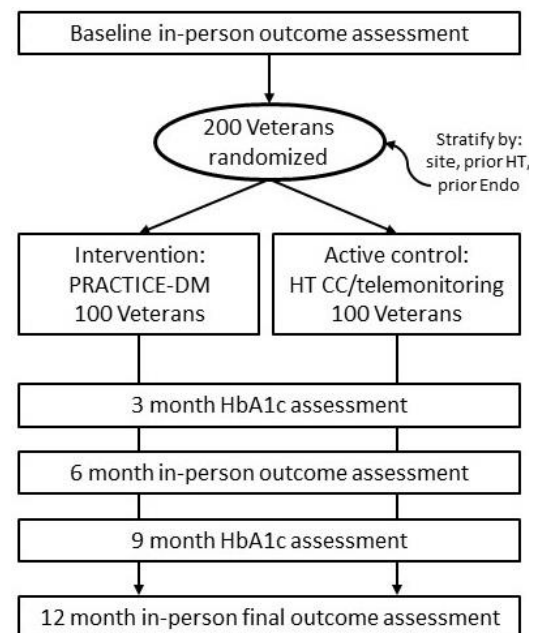 Baseline in-person outcome assessment
200 Veterans
randomized
Stratify by:
site, prior HT,
prior Endo
Intervention:
PRACTICE-DM
100 Veterans
Active control:
HT CC/telemonitoring
100 Veterans
3 month HbA1c assessment
6 month in-person outcome assessment
9 month HbA1c assessment
12 month in-person final outcome assessment